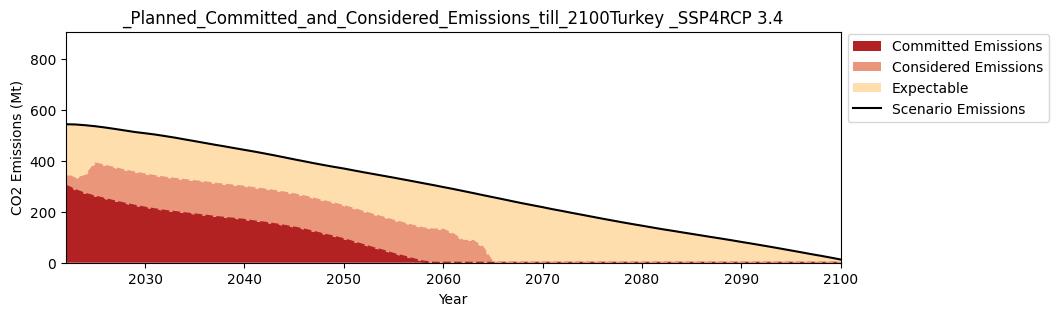 _Planned_Committed_and_Considered_Emissions_till_2100Turkey _SSP4RCP 3.4
Committed Emissions
Considered Emissions
Expectable
Scenario Emissions
CO2 Emissions (Mt)
800
600
400
200
0
2030 2040 2050 2060 2070 2080 2090 2100
Year